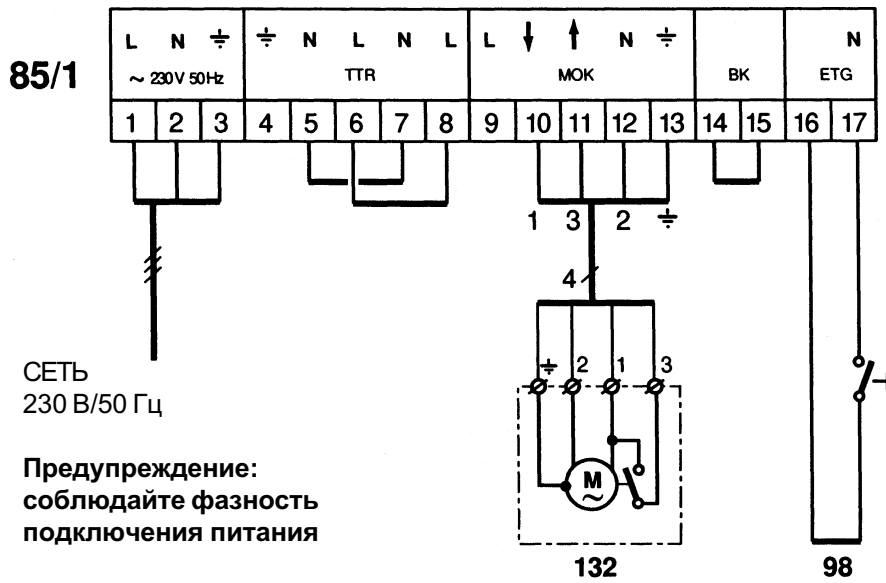 L N ⏚ ⏚ N L N L L ↓ ↑ N ⏚ N
85/1 ~ 230V 50Hz TTR MOK BK ETG
1 2 3 4 5 6 7 8 9 10 11 12 13 14 15 16 17
1 3 2 ⏚
4
⏚ 2 1 3
СЕТЬ
230 В/50 Гц
Предупреждение:
соблюдайте фазность
подключения питания
M
~
132 98